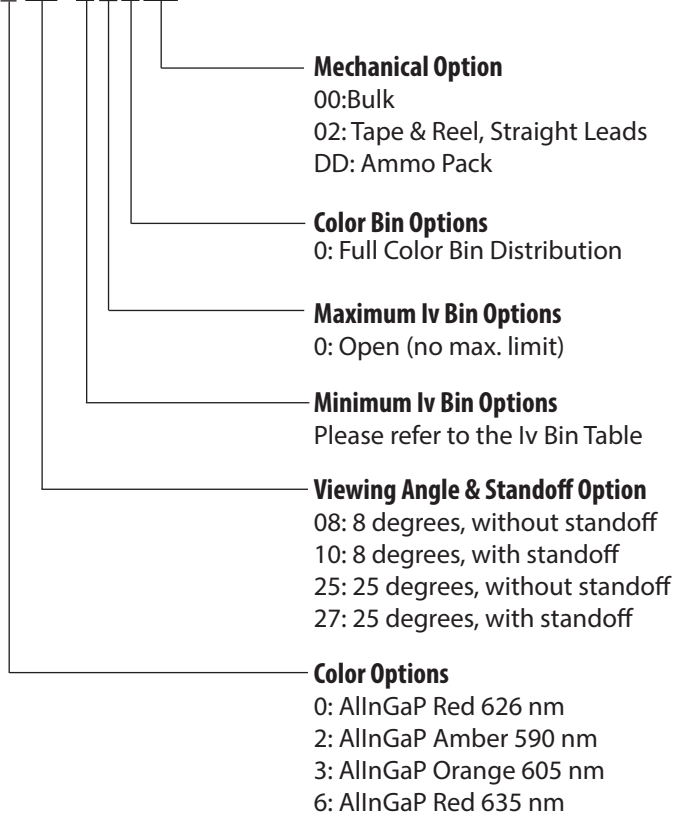 Mechanical Option
00:Bulk
02: Tape & Reel, Straight Leads
DD: Ammo Pack
Color Bin Options
0: Full Color Bin Distribution
Maximum Iv Bin Options
0: Open (no max. limit)
Minimum Iv Bin Options
Please refer to the Iv Bin Table
Viewing Angle & Standoff Option
08: 8 degrees, without standoff
10: 8 degrees, with standoff
25: 25 degrees, without standoff
27: 25 degrees, with standoff
Color Options
0: AlInGaP Red 626 nm
2: AlInGaP Amber 590 nm
3: AlInGaP Orange 605 nm
6: AlInGaP Red 635 nm